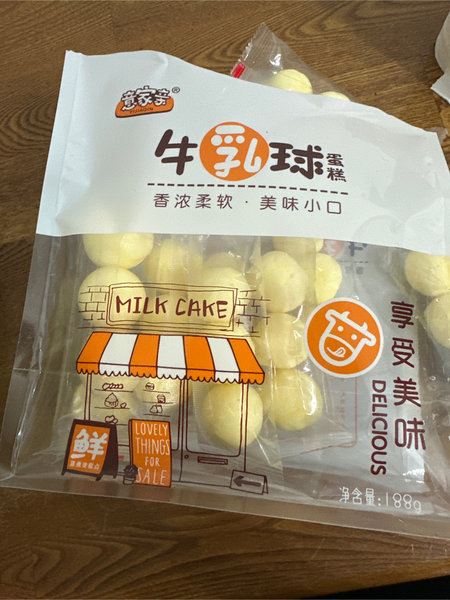 意家亲®
牛乳球蛋糕
香浓柔软·美味小口
MILK CAKE
享受美味
DELICIOUS
鲜
LOVELY
THINGS
FOR
SALE
净含量:188g